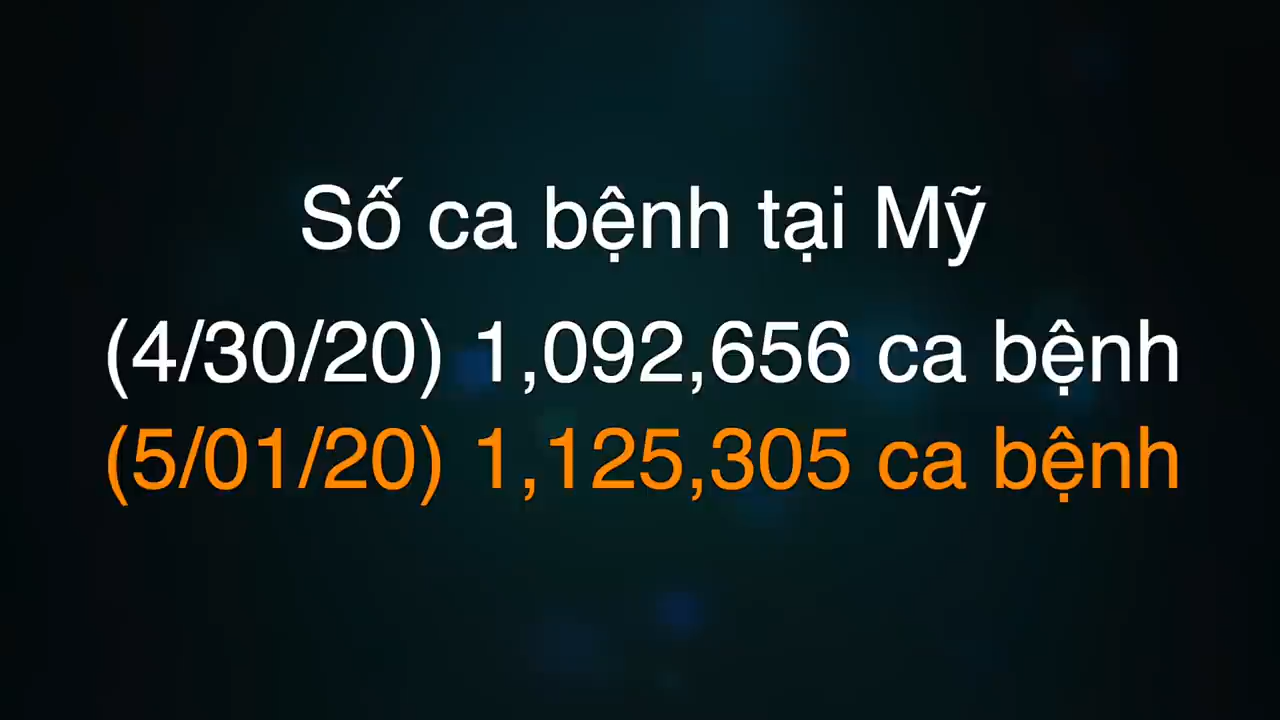 Số ca bệnh tại Mỹ
(4/30/20) 1,092,656 ca bệnh
(5/01/20) 1,125,305 ca bệnh